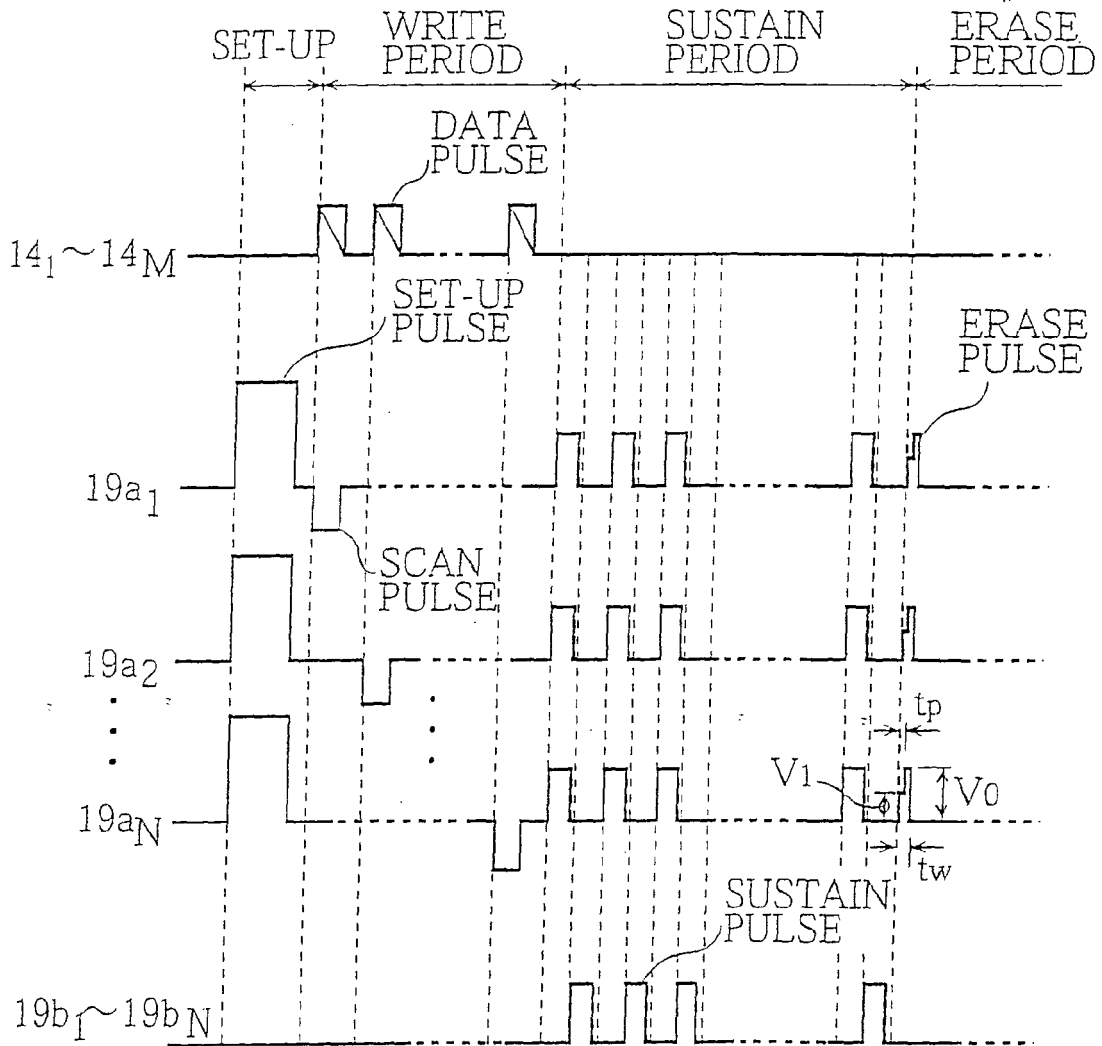 SET-UP
WRITE
PERIOD
SUSTAIN
PERIOD
ERASE
PERIOD
DATA
PULSE
14₁~14M
SET-UP
PULSE
ERASE
PULSE
19a₁
SCAN
PULSE
19a₂
tp
V1
V0
19aN
tw
SUSTAIN
PULSE
19b₁~19bN